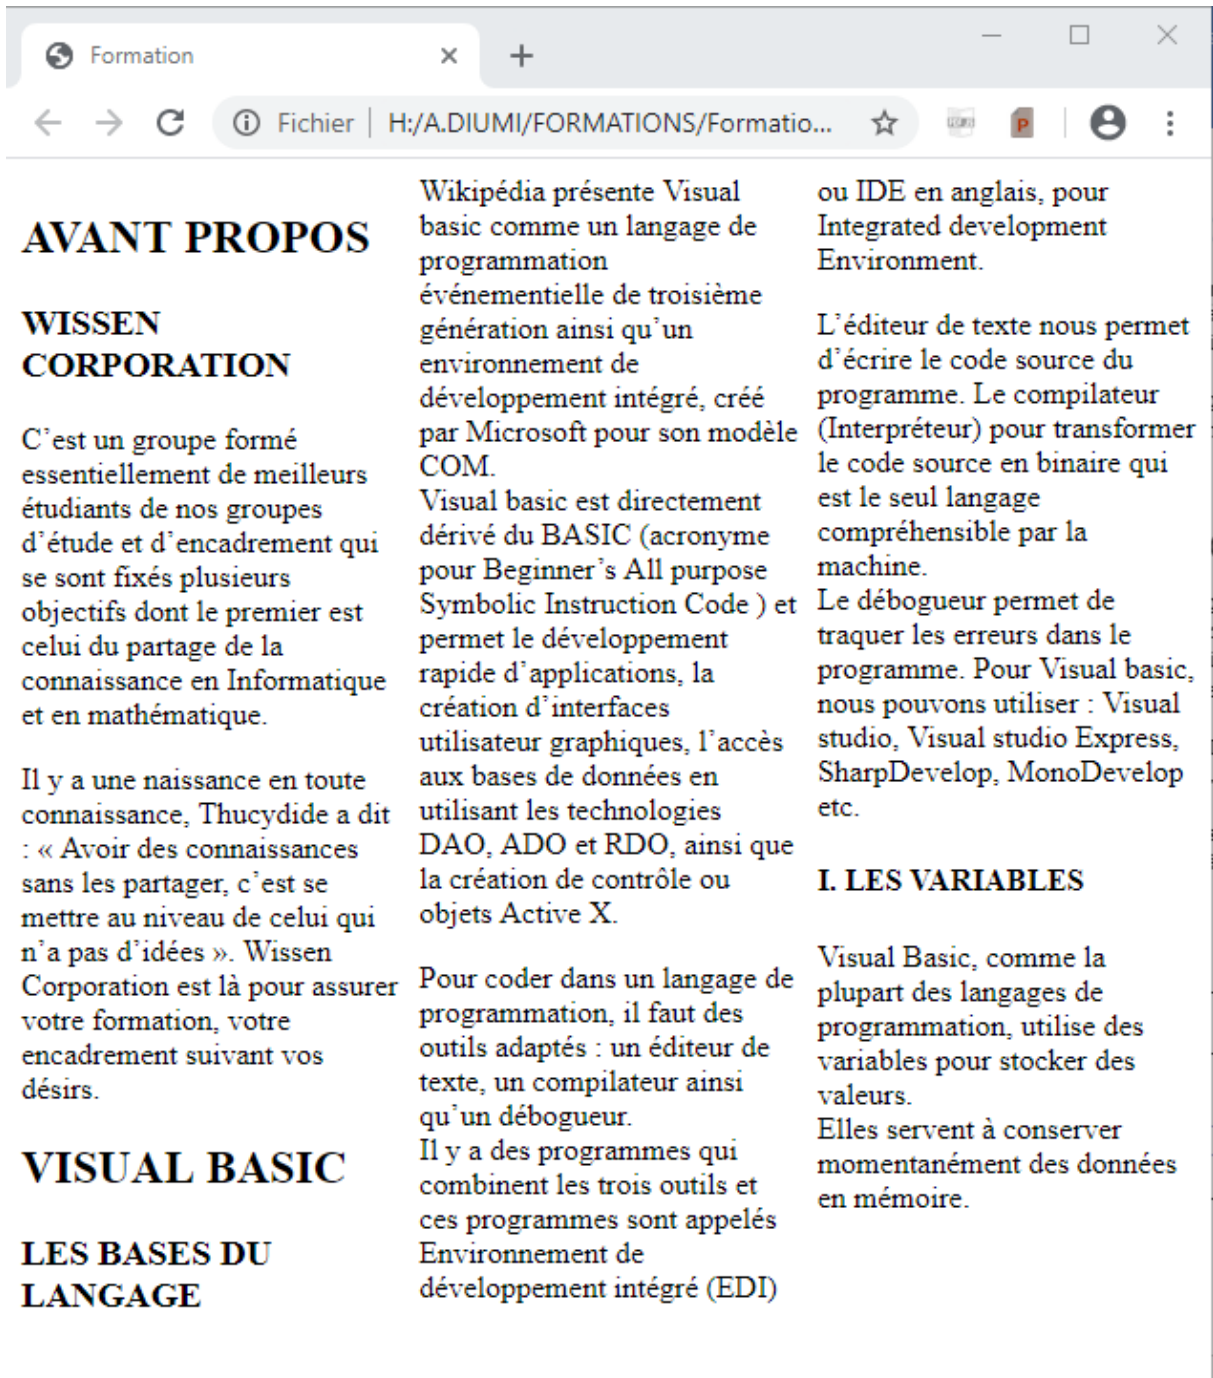 Formation
Fichier | H:/A.DIUMI/FORMATIONS/Formatio...
AVANT PROPOS
WISSEN
CORPORATION
C’est un groupe formé
essentiellement de meilleurs
étudiants de nos groupes
d’étude et d’encadrement qui
se sont fixés plusieurs
objectifs dont le premier est
celui du partage de la
connaissance en Informatique
et en mathématique.
Il y a une naissance en toute
connaissance, Thucydide a dit
: « Avoir des connaissances
sans les partager, c’est se
mettre au niveau de celui qui
n’a pas d’idées ». Wissen
Corporation est là pour assurer
votre formation, votre
encadrement suivant vos
désirs.
VISUAL BASIC
LES BASES DU
LANGAGE
Wikipédia présente Visual
basic comme un langage de
programmation
événementielle de troisième
génération ainsi qu’un
environnement de
développement intégré, créé
par Microsoft pour son modèle
COM.
Visual basic est directement
dérivé du BASIC (acronyme
pour Beginner’s All purpose
Symbolic Instruction Code ) et
permet le développement
rapide d’applications, la
création d’interfaces
utilisateur graphiques, l’accès
aux bases de données en
utilisant les technologies
DAO, ADO et RDO, ainsi que
la création de contrôle ou
objets Active X.
Pour coder dans un langage de
programmation, il faut des
outils adaptés : un éditeur de
texte, un compilateur ainsi
qu’un débogueur.
Il y a des programmes qui
combinent les trois outils et
ces programmes sont appelés
Environnement de
développement intégré (EDI)
ou IDE en anglais, pour
Integrated development
Environment.
L’éditeur de texte nous permet
d’écrire le code source du
programme. Le compilateur
(Interpréteur) pour transformer
le code source en binaire qui
est le seul langage
compréhensible par la
machine.
Le débogueur permet de
traquer les erreurs dans le
programme. Pour Visual basic,
nous pouvons utiliser : Visual
studio, Visual studio Express,
SharpDevelop, MonoDevelop
etc.
I. LES VARIABLES
Visual Basic, comme la
plupart des langages de
programmation, utilise des
variables pour stocker des
valeurs.
Elles servent à conserver
momentanément des données
en mémoire.